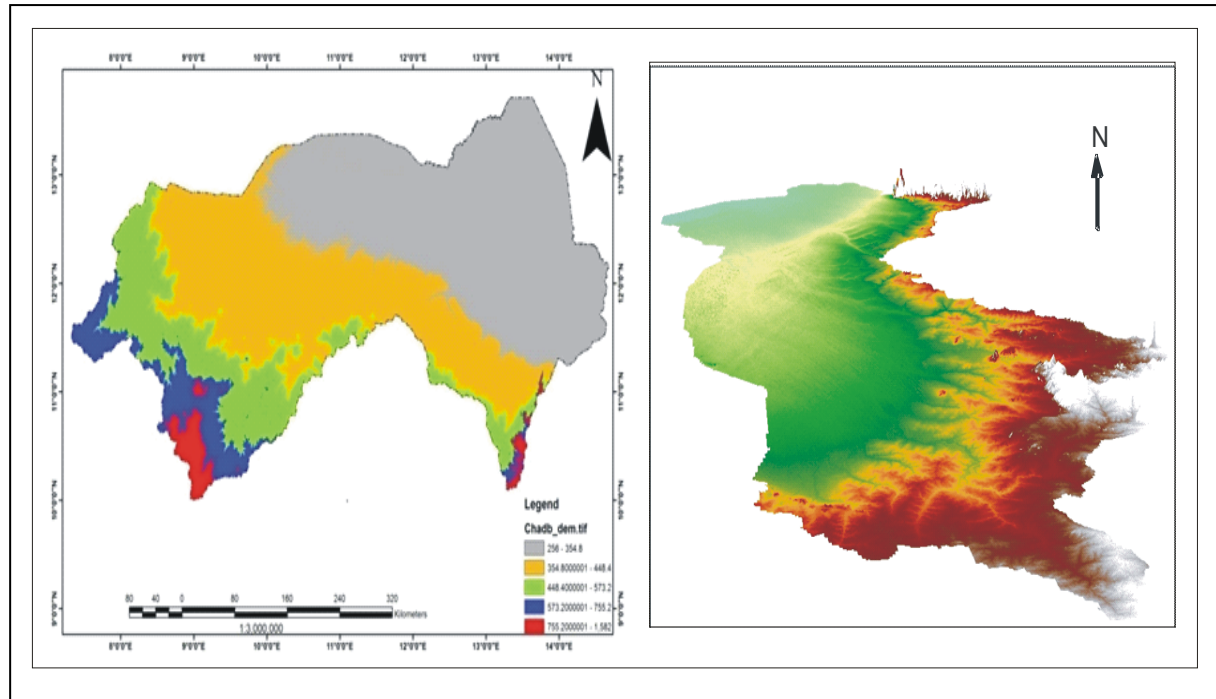 8°0'0"E 9°0'0"E 10°0'0"E 11°0'0"E 12°0'0"E 13°0'0"E 14°0'0"E
N
N
Legend
Chadb_dem.tif
256 - 354.8
354.8000001 - 448.4
448.4000001 - 573.2
573.2000001 - 755.2
755.2000001 - 1,582
80 40 0 80 160 240 320
Kilometers
1:3,000,000
8°0'0"E 9°0'0"E 10°0'0"E 11°0'0"E 12°0'0"E 13°0'0"E 14°0'0"E